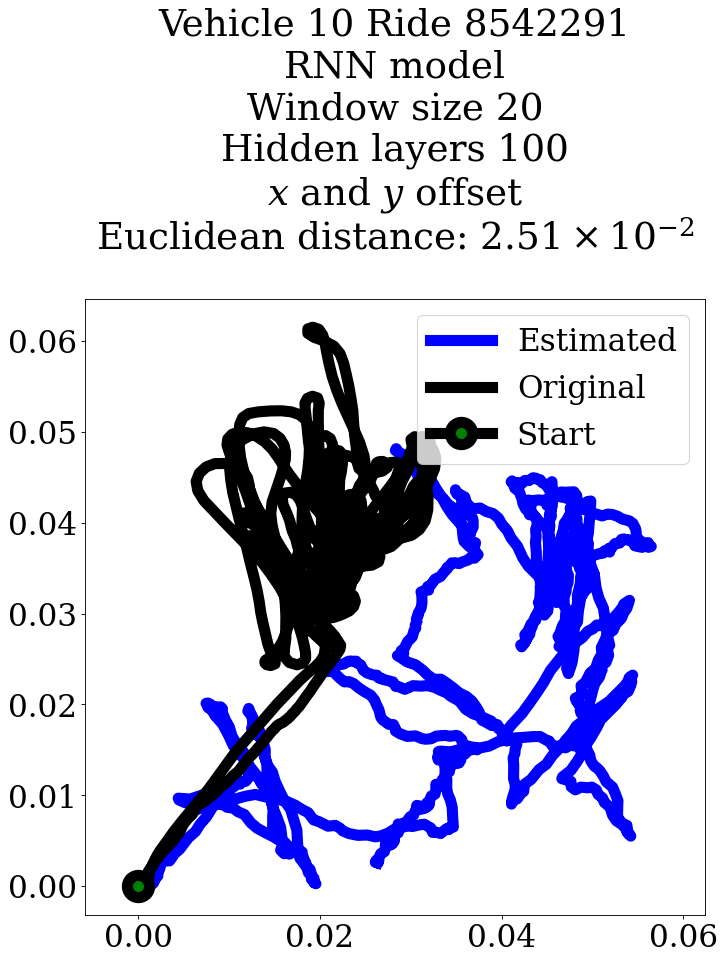 Vehicle 10 Ride 8542291
RNN model
Window size 20
Hidden layers 100
x and y offset
Euclidean distance: 2.51 × 10⁻²
Estimated
Original
Start
0.06
0.05
0.04
0.03
0.02
0.01
0.00
0.00 0.02 0.04 0.06